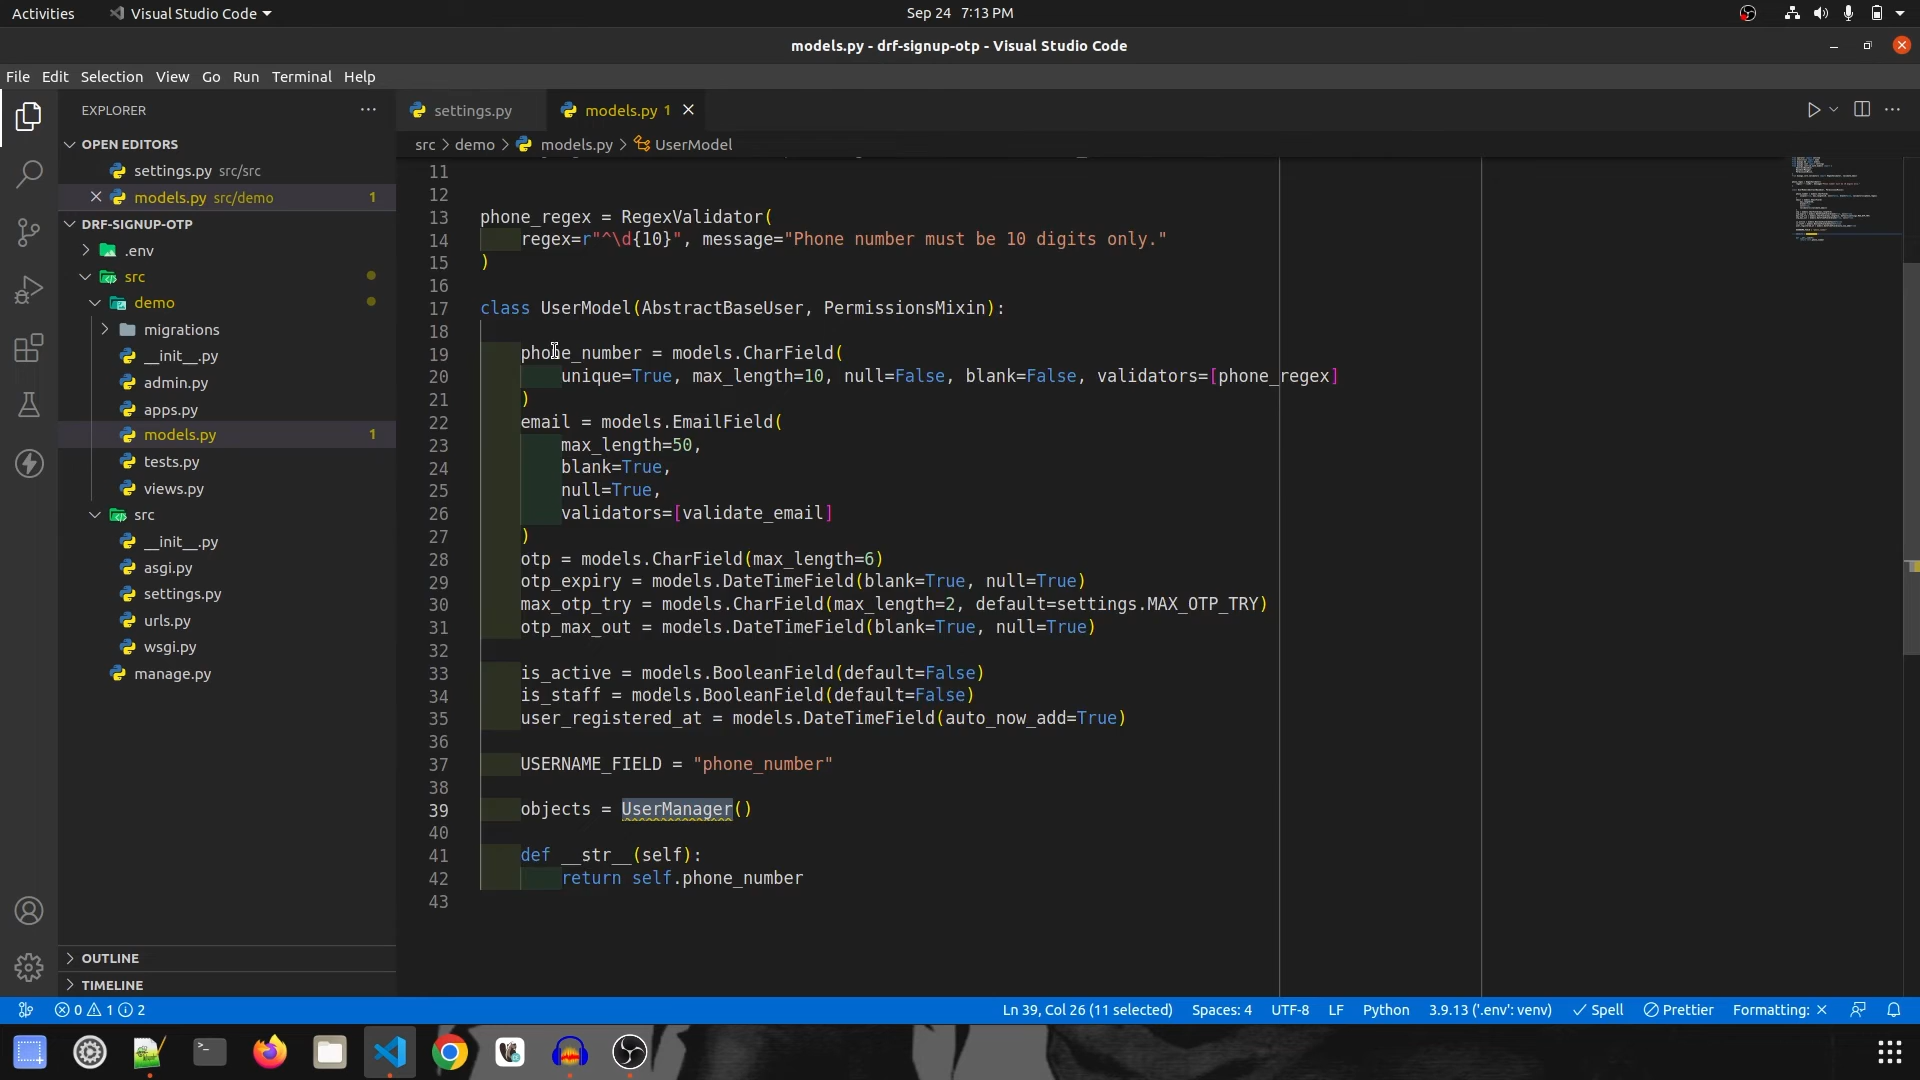 Activities
Visual Studio Code
Sep 24 7:13 PM
models.py - drf-signup-otp - Visual Studio Code
File Edit Selection View Go Run Terminal Help
EXPLORER
OPEN EDITORS
settings.py src/src
models.py src/demo 1
DRF-SIGNUP-OTP
.env
src
demo
migrations
__init__.py
admin.py
apps.py
models.py 1
tests.py
views.py
src
__init__.py
asgi.py
settings.py
urls.py
wsgi.py
manage.py
OUTLINE
TIMELINE
settings.py
models.py 1
src > demo > models.py > UserModel
11
12
13 phone_regex = RegexValidator(
14 regex=r"^\d{10}", message="Phone number must be 10 digits only."
15 )
16
17 class UserModel(AbstractBaseUser, PermissionsMixin):
18
19 phone_number = models.CharField(
20 unique=True, max_length=10, null=False, blank=False, validators=[phone_regex]
21 )
22 email = models.EmailField(
23 max_length=50,
24 blank=True,
25 null=True,
26 validators=[validate_email]
27 )
28 otp = models.CharField(max_length=6)
29 otp_expiry = models.DateTimeField(blank=True, null=True)
30 max_otp_try = models.CharField(max_length=2, default=settings.MAX_OTP_TRY)
31 otp_max_out = models.DateTimeField(blank=True, null=True)
32
33 is_active = models.BooleanField(default=False)
34 is_staff = models.BooleanField(default=False)
35 user_registered_at = models.DateTimeField(auto_now_add=True)
36
37 USERNAME_FIELD = "phone_number"
38
39 objects = UserManager()
40
41 def __str__(self):
42 return self.phone_number
43
0 1 2
Ln 39, Col 26 (11 selected) Spaces: 4 UTF-8 LF Python 3.9.13 ('.env': venv) Spell Prettier Formatting: